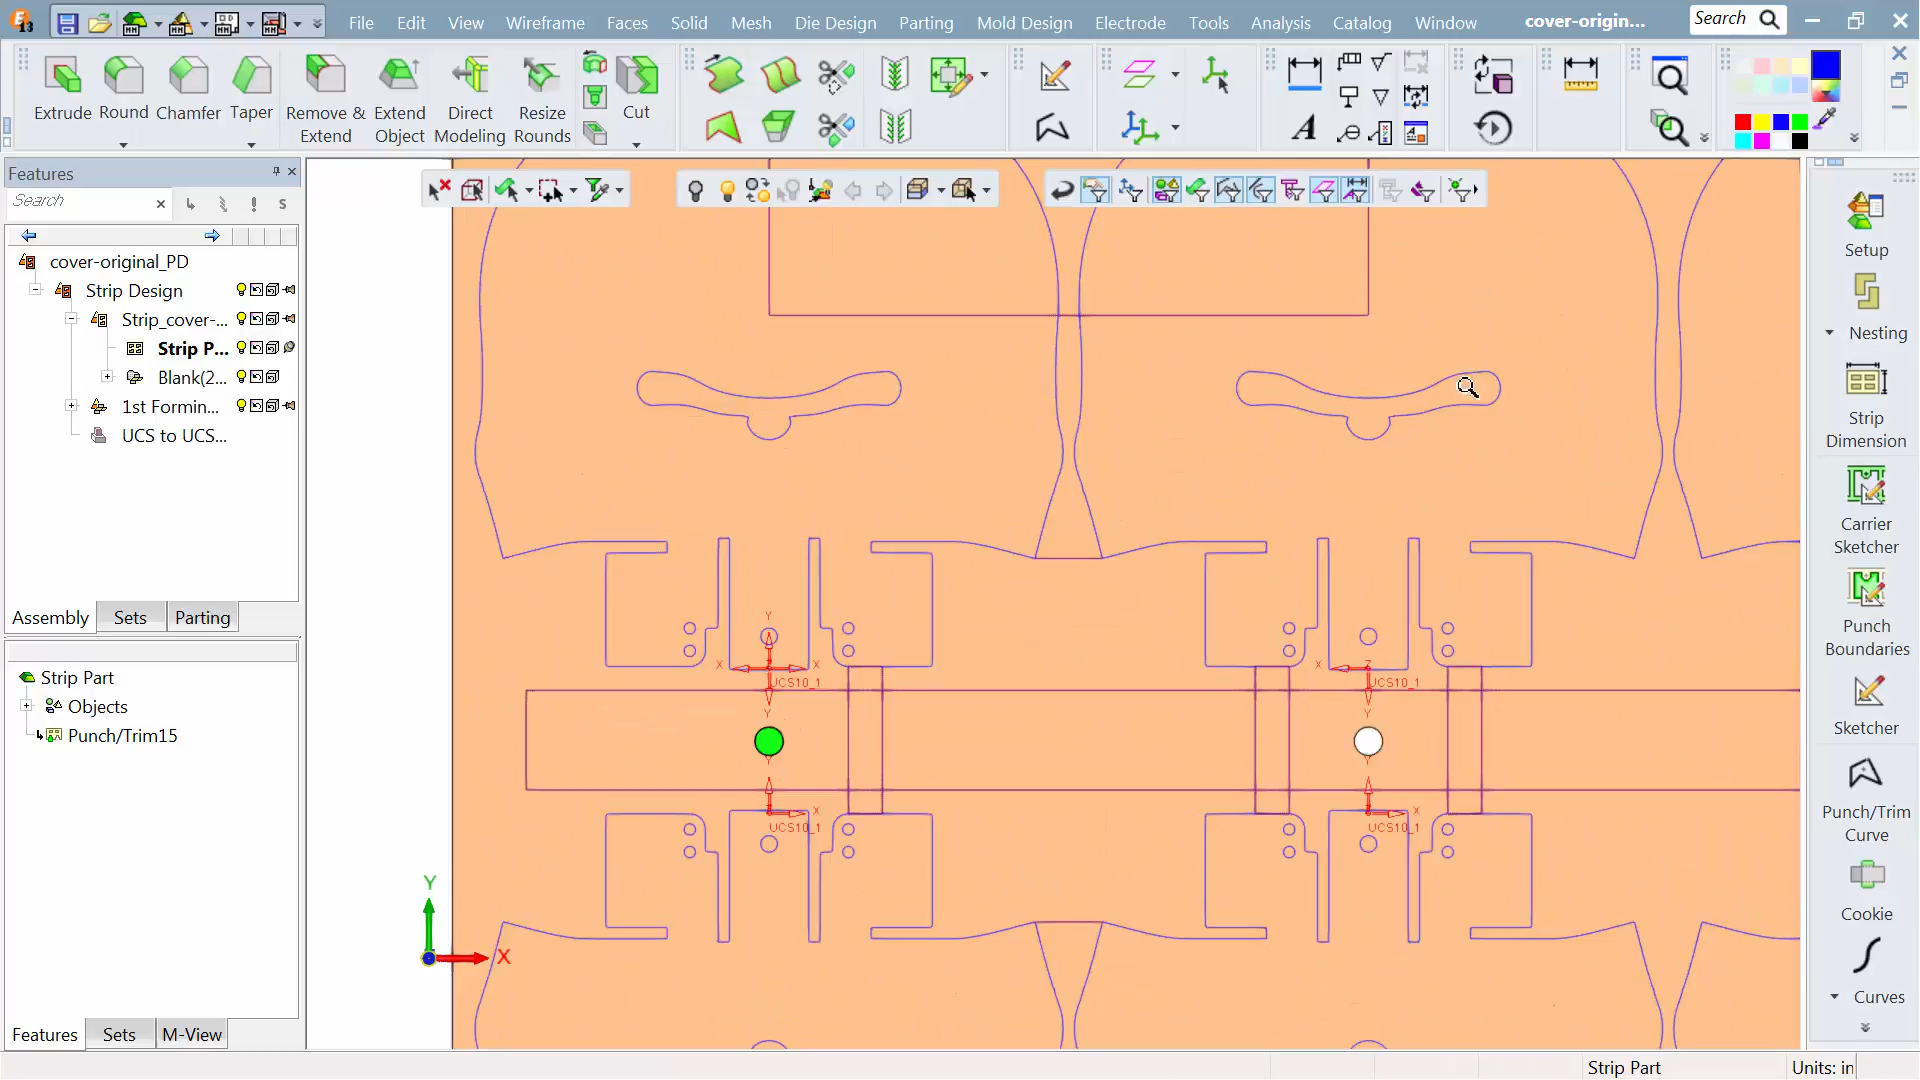 File Edit View Wireframe Faces Solid Mesh Die Design Parting Mold Design Electrode Tools Analysis Catalog Window cover-origin... Search
Extrude Round Chamfer Taper Remove & Extend Extend Object Direct Modeling Resize Rounds Cut
Features
Search
cover-original_PD
Strip Design
Strip_cover-...
Strip P...
Blank(2...
1st Formin...
UCS to UCS...
Assembly Sets Parting
Strip Part
Objects
Punch/Trim15
Features Sets M-View
Y
X
Y
X X
UCS10_1
Y
Y
X
UCS10_1
X
UCS10_1
Y
X
UCS10_1
Setup
Nesting
Strip
Dimension
Carrier
Sketcher
Punch
Boundaries
Sketcher
Punch/Trim
Curve
Cookie
Curves
Strip Part Units: in